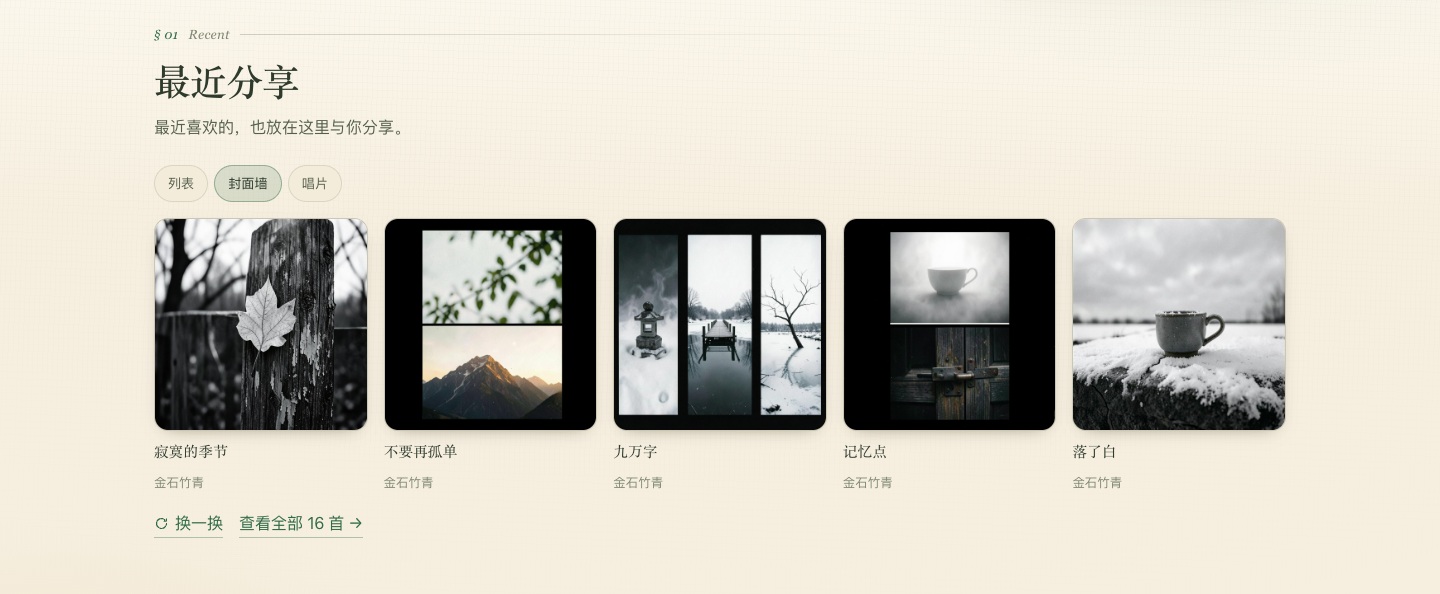 § 01 Recent
最近分享
最近喜欢的，也放在这里与你分享。
列表 封面墙 唱片
寂寞的季节 不要再孤单 九万字 记忆点 落了白
金石竹青 金石竹青 金石竹青 金石竹青 金石竹青
换一换 查看全部 16 首 →